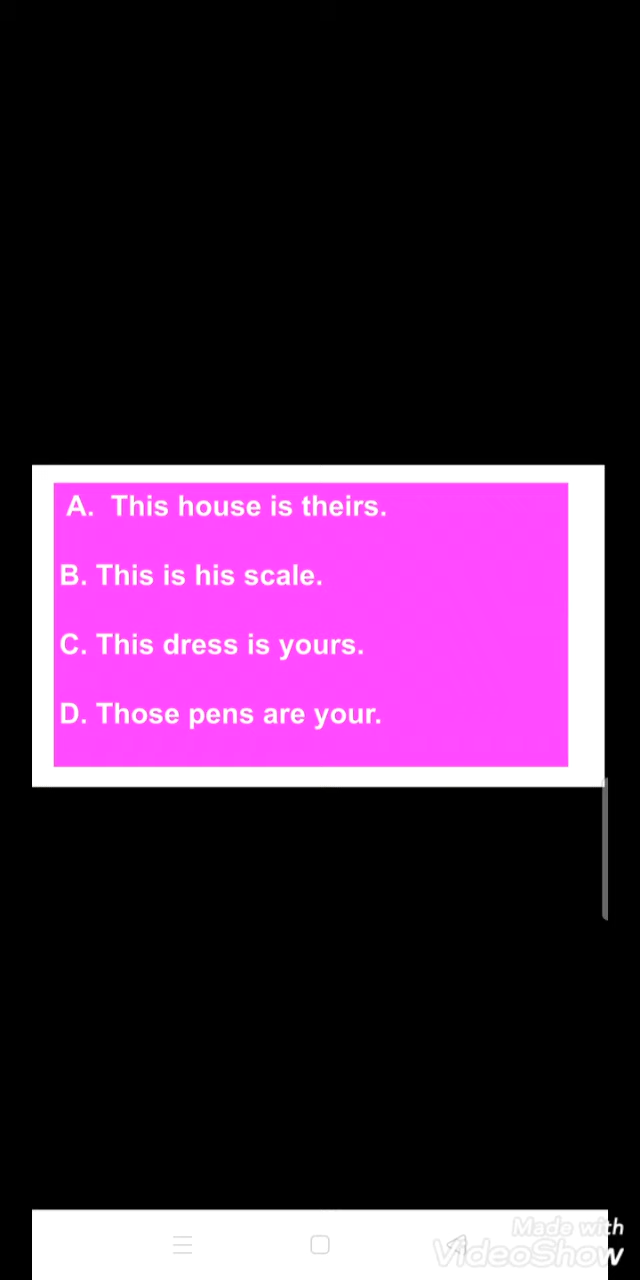 A. This house is theirs.
B. This is his scale.
C. This dress is yours.
D. Those pens are your.
Made with
VideoShow